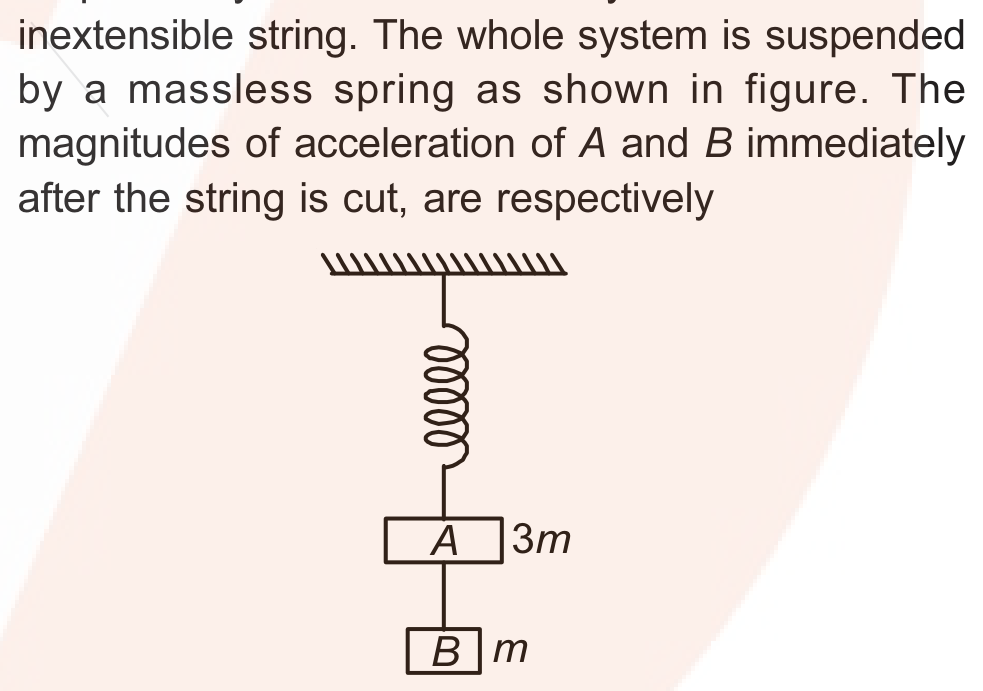 inextensible string. The whole system is suspended
by a massless spring as shown in figure. The
magnitudes of acceleration of A and B immediately
after the string is cut, are respectively
A 3m
B m